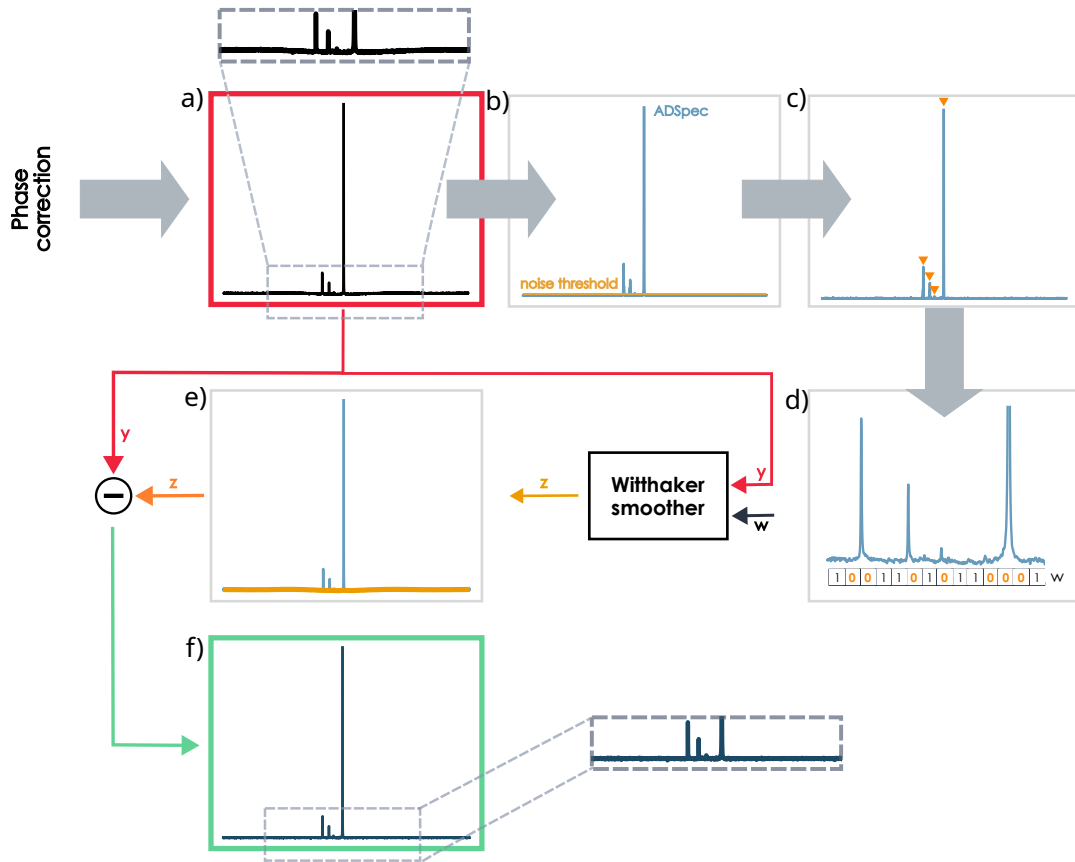 a)
b)
c)
ADSpec
Phase
correction
noise threshold
e)
d)
y
z
z
Witthaker
smoother
y
w
1 0 0 1 1 0 1 0 1 1 0 0 0 1 w
f)